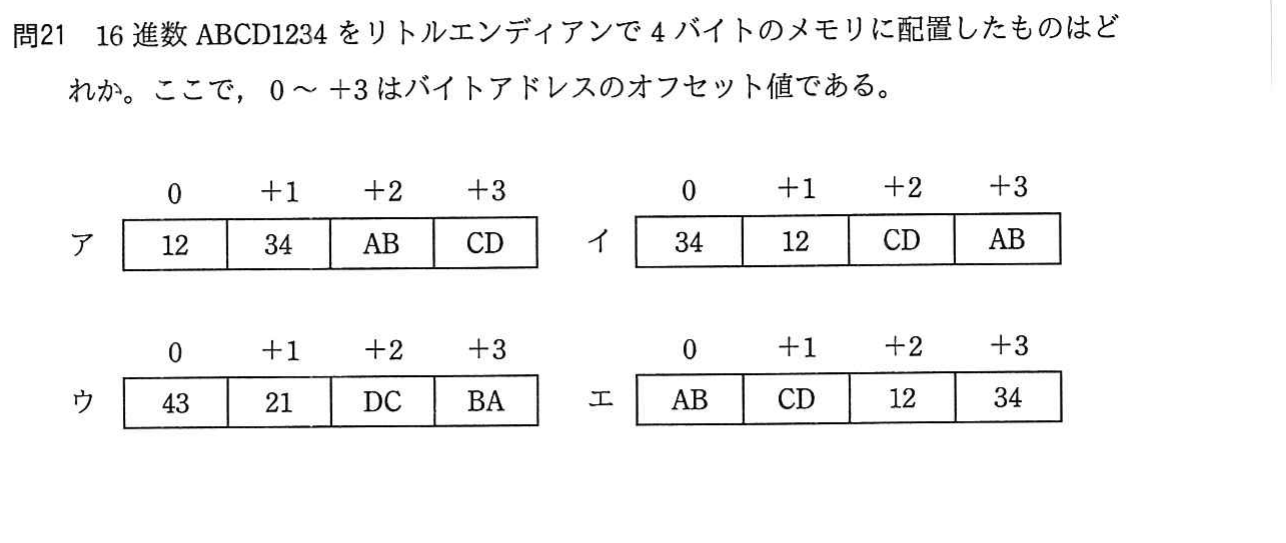 問21 16 進数 ABCD1234 をリトルエンディアンで 4 バイトのメモリに配置したものはど
れか。ここで，0～ +3 はバイトアドレスのオフセット値である。
0 +1 +2 +3
ア 12 34 AB CD
0 +1 +2 +3
イ 34 12 CD AB
0 +1 +2 +3
ウ 43 21 DC BA
0 +1 +2 +3
エ AB CD 12 34